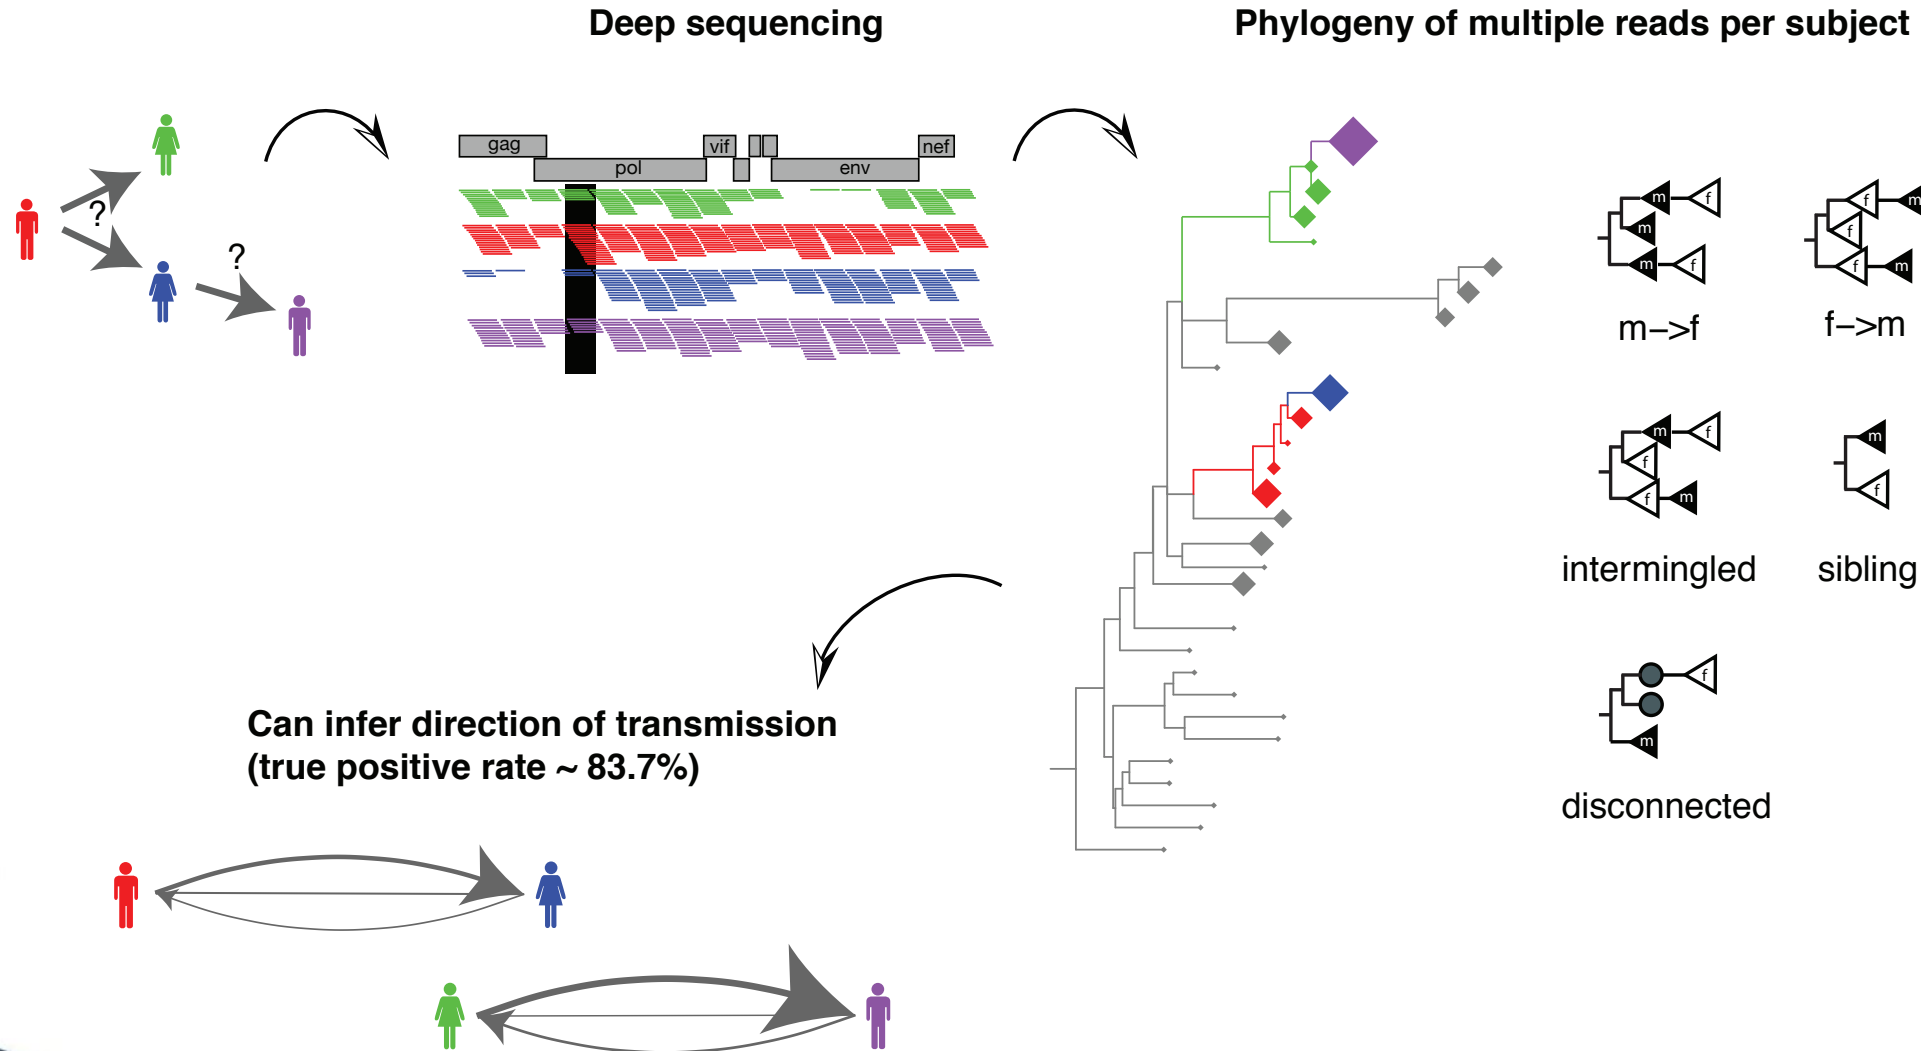 Deep sequencing
Phylogeny of multiple reads per subject
?
?
gag
pol
vif
env
nef
m
f
m
m
f
f
m
f
f
m
m->f
f->m
m
f
f
f
m
m
f
intermingled
sibling
f
m
disconnected
Can infer direction of transmission
(true positive rate ~ 83.7%)